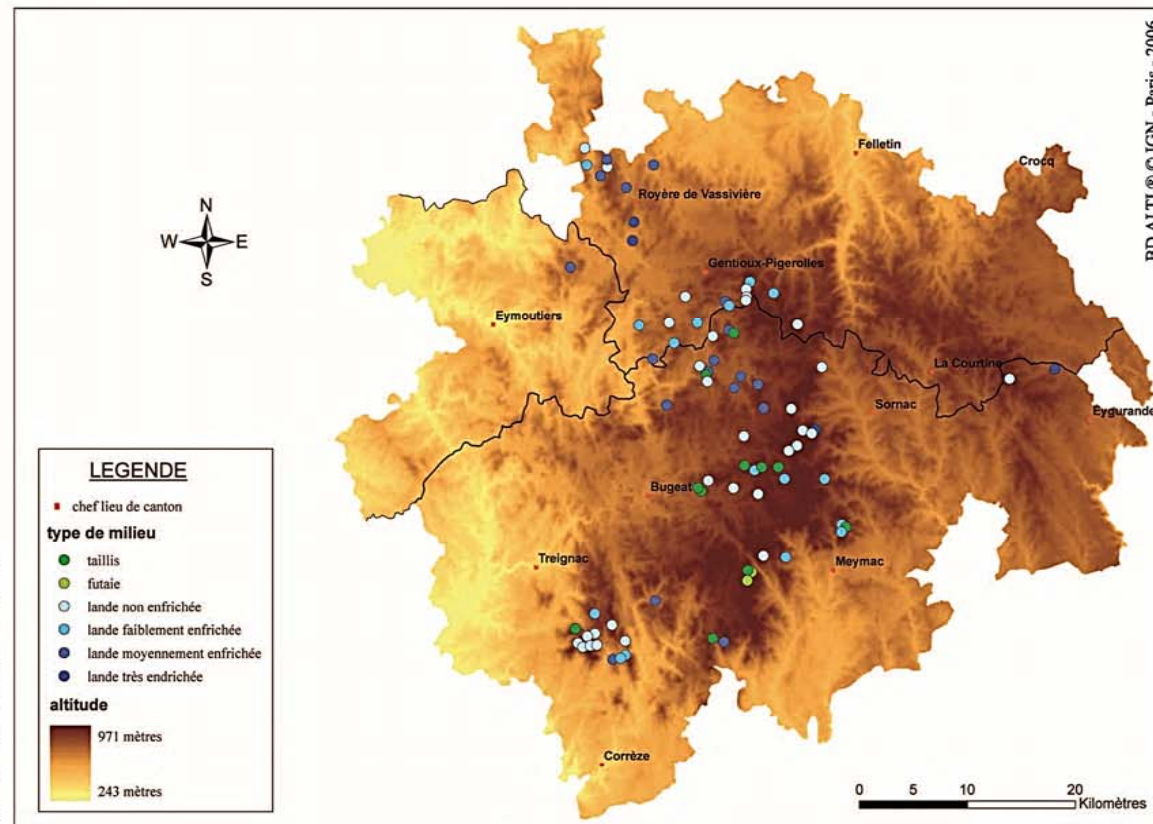 BD ALTI ® © IGN - Paris - 2006
N
W E
S
Felletin
Crocq
Royère de Vassivière
Gentioux-Pigerolles
Eymoutiers
La Courtine
Sornac
Eygurande
Bugeat
Treignac
Meymac
Corrèze
LEGENDE
chef lieu de canton
type de milieu
taillis
futaie
lande non enfrichée
lande faiblement enfrichée
lande moyennement enfrichée
lande très endrichée
altitude
971 mètres
243 mètres
0 10 20
Kilomètres